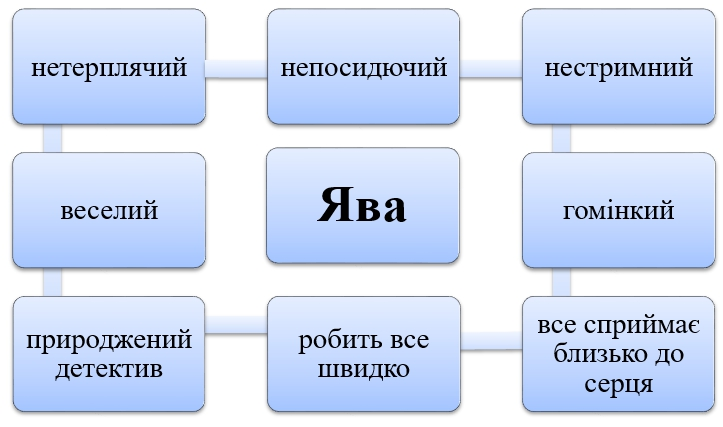 нетерплячий
непосидючий
нестримний
веселий
Ява
гомінкий
природжений
детектив
робить все
швидко
все сприймає
близько до
серця